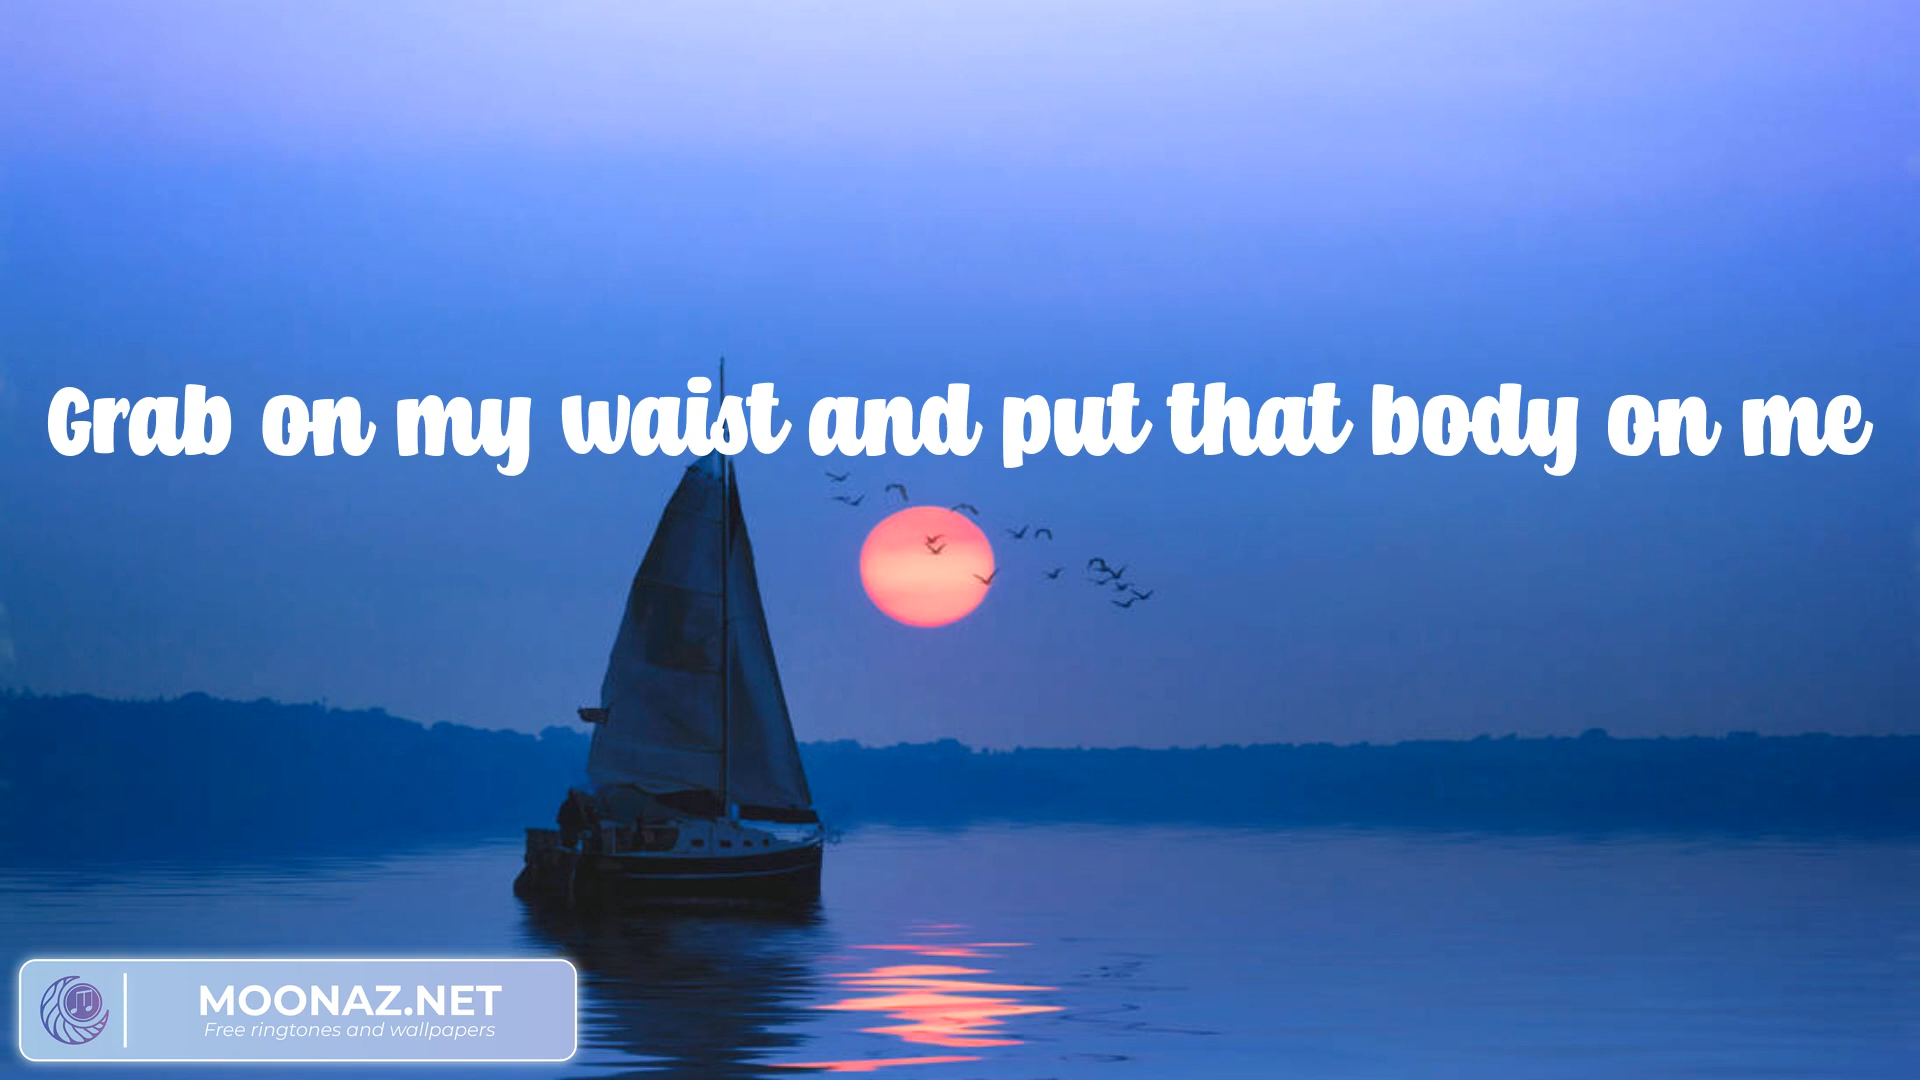 Grab on my waist and put that body on me
MOONAZ.NET
Free ringtones and wallpapers